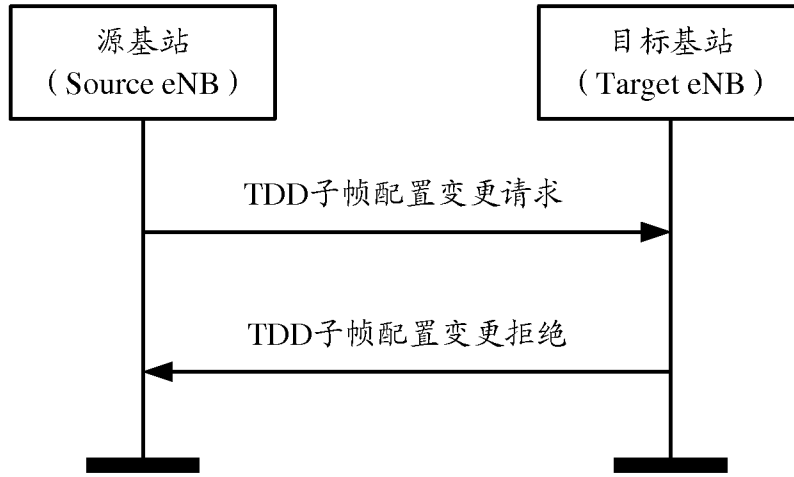 源基站
（Source eNB）
目标基站
（Target eNB）
TDD子帧配置变更请求
TDD子帧配置变更拒绝